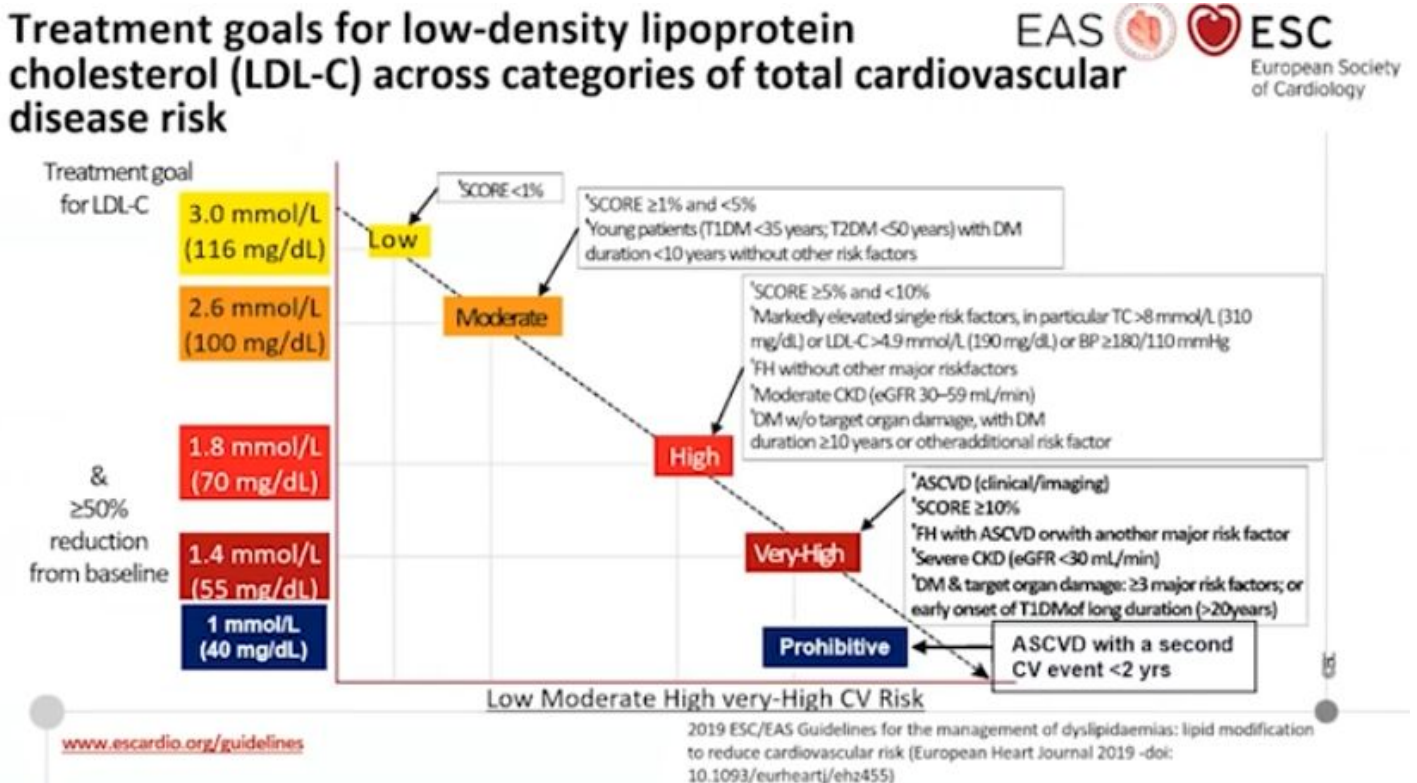 Treatment goals for low-density lipoprotein
cholesterol (LDL-C) across categories of total cardiovascular
disease risk
EAS
ESC
European Society
of Cardiology
Treatment goal
for LDL-C
3.0 mmol/L
(116 mg/dL)
2.6 mmol/L
(100 mg/dL)
1.8 mmol/L
(70 mg/dL)
&
≥50%
reduction
from baseline
1.4 mmol/L
(55 mg/dL)
1 mmol/L
(40 mg/dL)
Low
SCORE <1%
Moderate
SCORE ≥1% and <5%
Young patients (T1DM <35 years; T2DM <50 years) with DM
duration <10 years without other risk factors
High
SCORE ≥5% and <10%
Markedly elevated single risk factors, in particular TC >8 mmol/L (310
mg/dL) or LDL-C >4.9 mmol/L (190 mg/dL) or BP ≥180/110 mmHg
FH without other major riskfactors
Moderate CKD (eGFR 30–59 mL/min)
DM w/o target organ damage, with DM
duration ≥10 years or otheradditional risk factor
Very-High
ASCVD (clinical/imaging)
SCORE ≥10%
FH with ASCVD orwith another major risk factor
Severe CKD (eGFR <30 mL/min)
DM & target organ damage: ≥3 major risk factors; or
early onset of T1DMof long duration (>20years)
Prohibitive
ASCVD with a second
CV event <2 yrs
Low Moderate High very-High CV Risk
www.escardio.org/guidelines
2019 ESC/EAS Guidelines for the management of dyslipidaemias: lipid modification
to reduce cardiovascular risk (European Heart Journal 2019 -doi:
10.1093/eurheartj/ehz455)